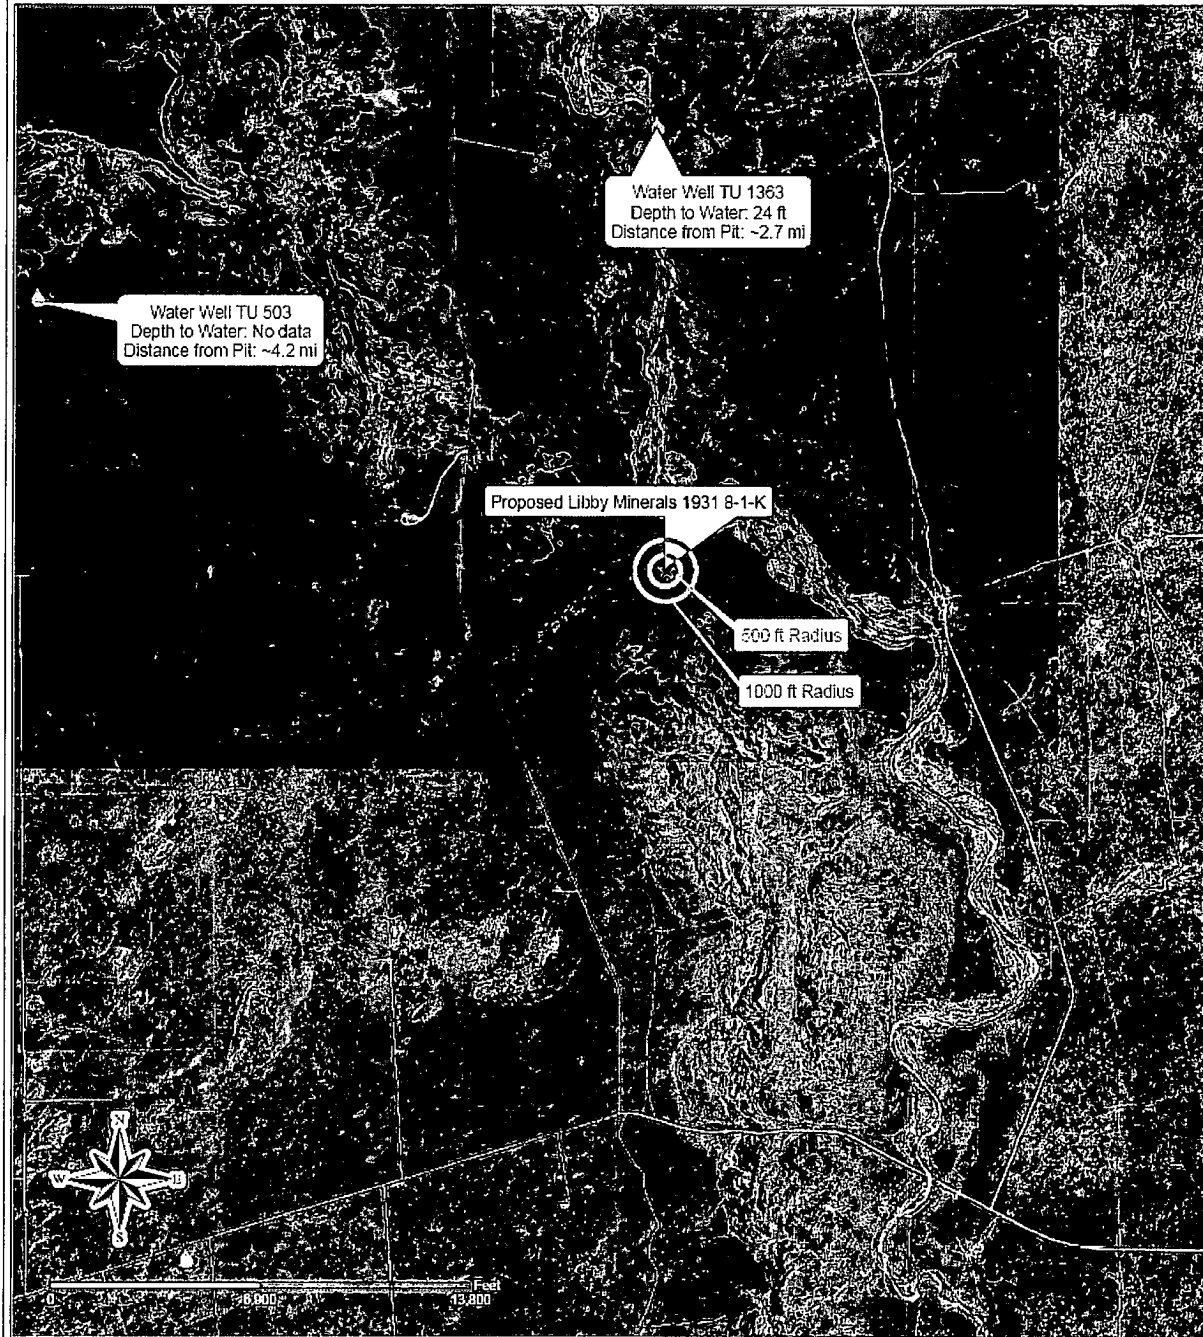 Water Well TU 1363
Depth to Water: 24 ft
Distance from Pit: ~2.7 mi
Water Well TU 503
Depth to Water: No data
Distance from Pit: ~4.2 mi
Proposed Libby Minerals 1931 8-1-K
500 ft Radius
1000 ft Radius
N
W
E
S
Feet
0
6,900
13,800